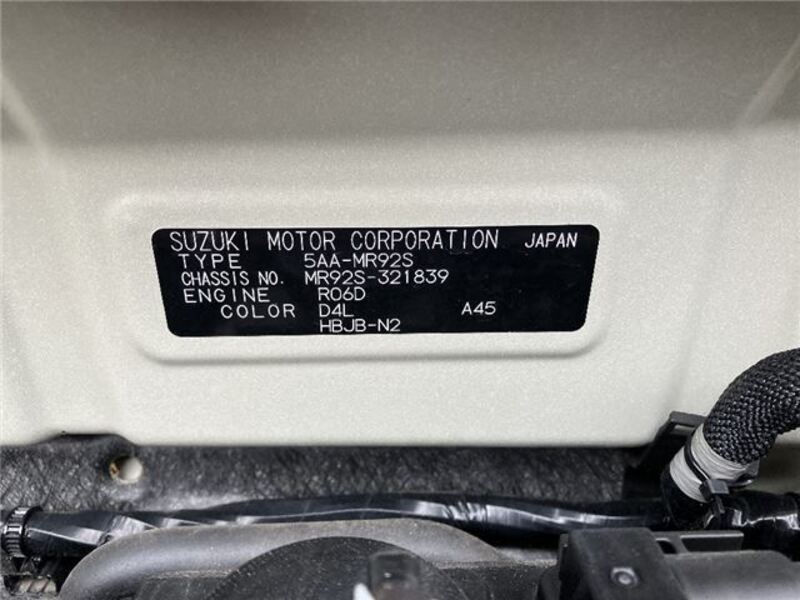 SUZUKI MOTOR CORPORATION JAPAN
TYPE 5AA-MR92S
CHASSIS NO. MR92S-321839
ENGINE R06D
COLOR D4L A45
HBJB-N2